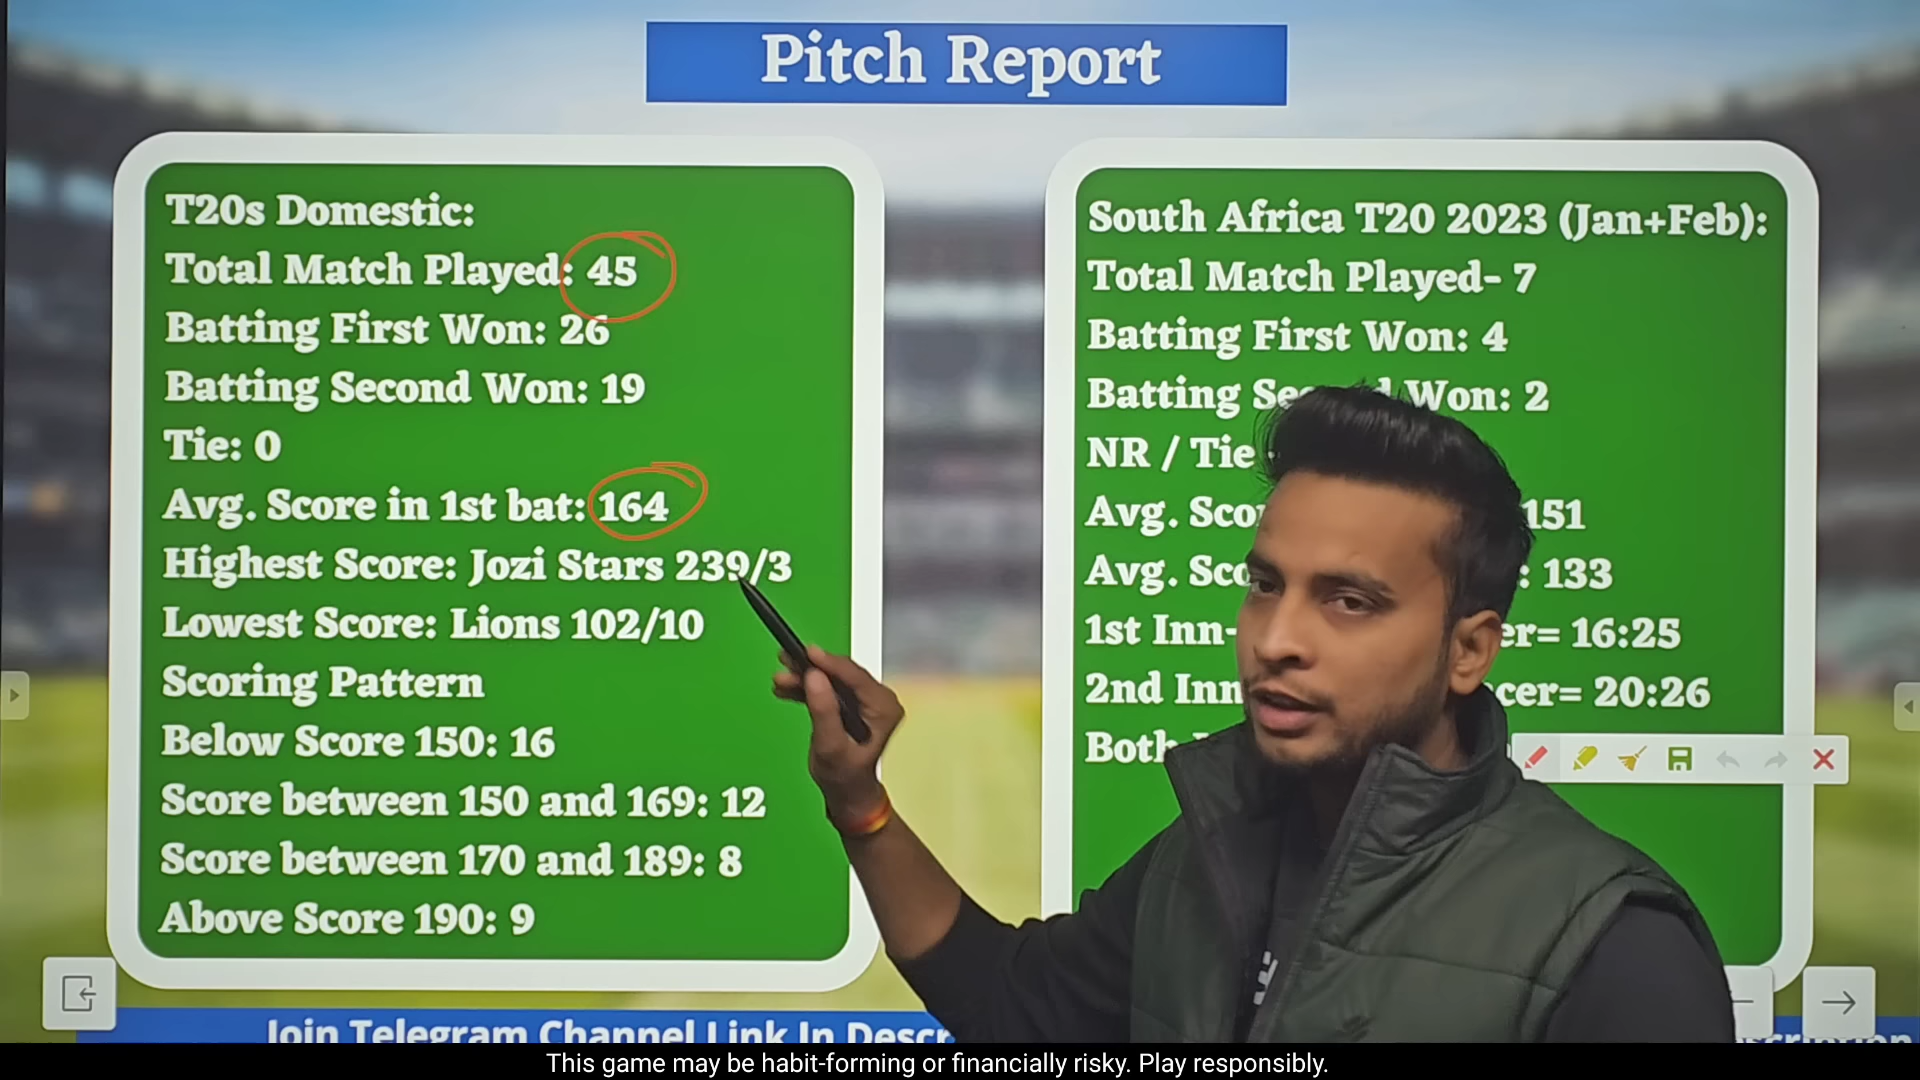 Pitch Report
T20s Domestic:
Total Match Played: 45
Batting First Won: 26
Batting Second Won: 19
Tie: 0
Avg. Score in 1st bat: 164
Highest Score: Jozi Stars 239/3
Lowest Score: Lions 102/10
Scoring Pattern
Below Score 150: 16
Score between 150 and 169: 12
Score between 170 and 189: 8
Above Score 190: 9
South Africa T20 2023 (Jan+Feb):
Total Match Played- 7
Batting First Won: 4
Batting Won: 2
NR / Tie
Avg. 151
Avg. : 133
1st Inn- = 16:25
2nd Inn = 20:26
Both
Join Telegram Channel Link In
This game may be habit-forming or financially risky. Play responsibly.